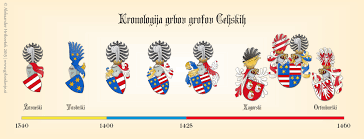 Kronologija grbov grofov Celjskih
Žovneški
Vovbrški
Zagorski
Ortenburški
1340
1400
1425
1460